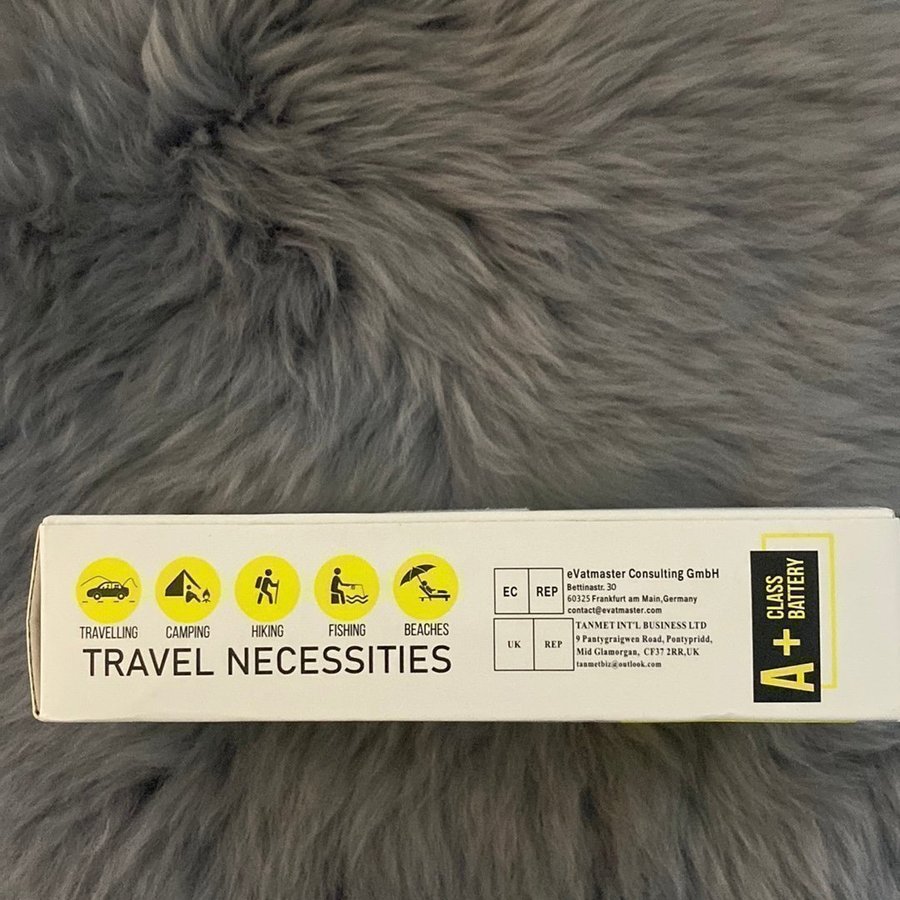 TRAVELLING CAMPING HIKING FISHING BEACHES
TRAVEL NECESSITIES
EC REP
eVatmaster Consulting GmbH
Bettinastr. 30
60325 Frankfurt am Main,Germany
contact@evatmaster.com
UK REP
TANMET INT'L BUSINESS LTD
9 Pantygraigwen Road, Pontypridd,
Mid Glamorgan, CF37 2RR,UK
tanmetbiz@outlook.com
A+
CLASS
BATTERY